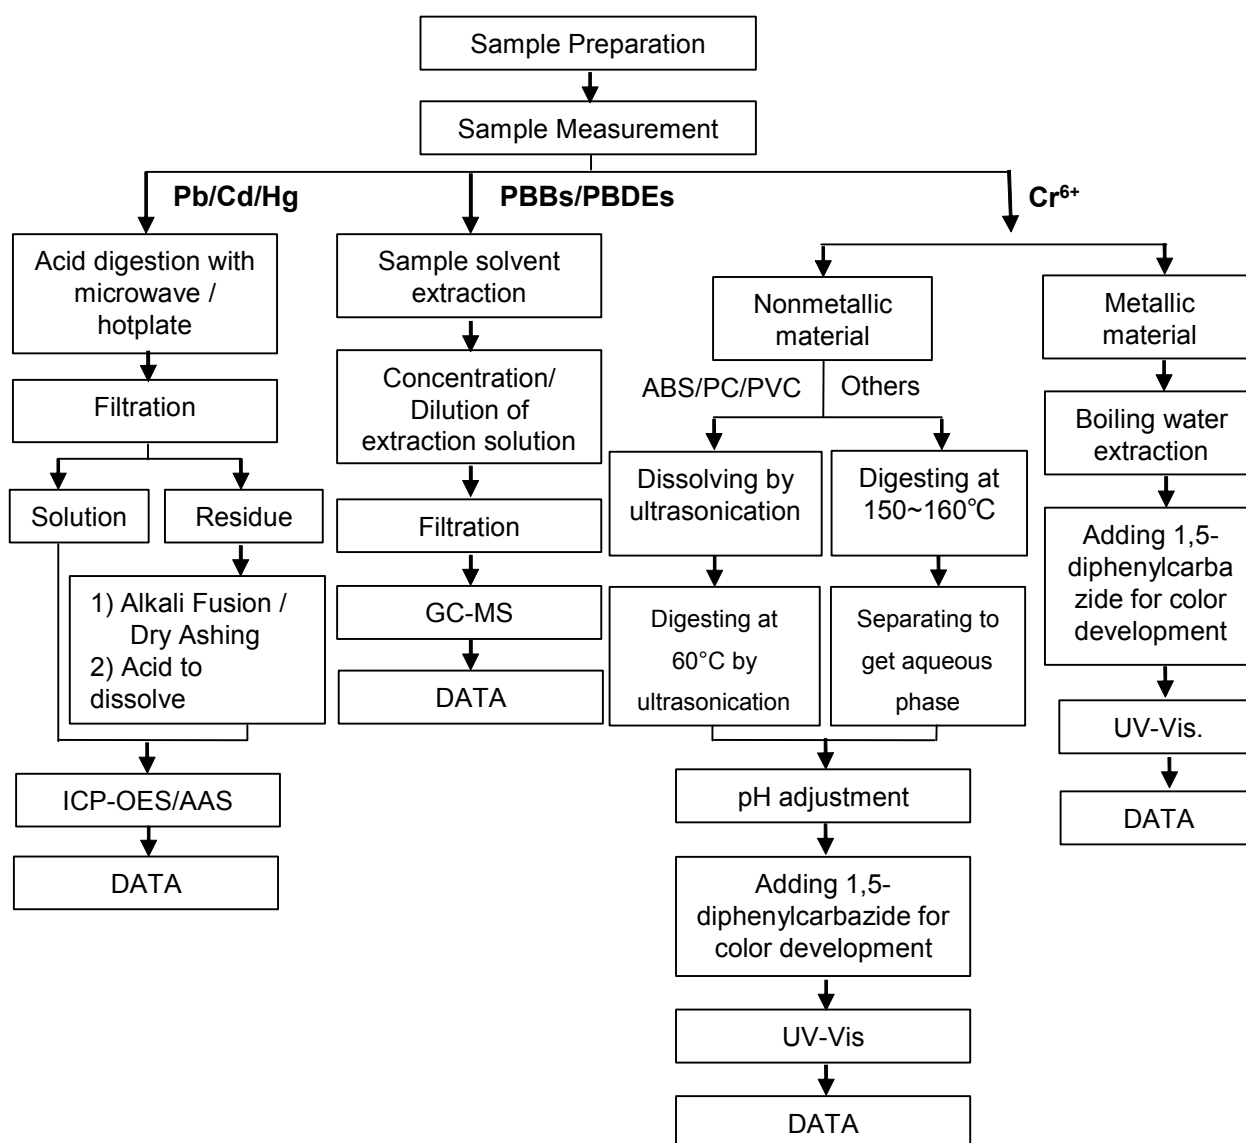 Sample Preparation
Sample Measurement
Pb/Cd/Hg
PBBs/PBDEs
Cr⁶⁺
Acid digestion with
microwave /
hotplate
Filtration
Solution
Residue
1) Alkali Fusion /
Dry Ashing
2) Acid to
dissolve
ICP-OES/AAS
DATA
Sample solvent
extraction
Concentration/
Dilution of
extraction solution
Filtration
GC-MS
DATA
Nonmetallic
material
ABS/PC/PVC
Others
Dissolving by
ultrasonication
Digesting at
60°C by
ultrasonication
Digesting at
150~160℃
Separating to
get aqueous
phase
pH adjustment
Adding 1,5-
diphenylcarbazide for
color development
UV-Vis
DATA
Metallic
material
Boiling water
extraction
Adding 1,5-
diphenylcarba
zide for color
development
UV-Vis.
DATA